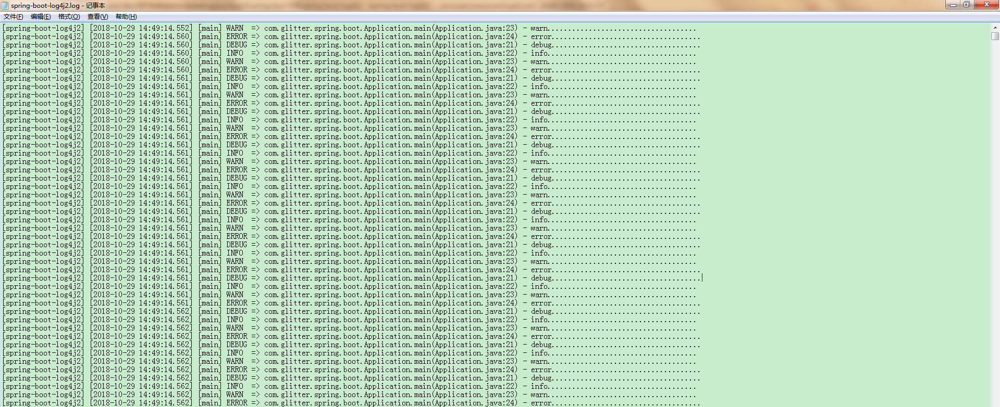 spring-boot-log4j2.log - 记事本
文件(F) 编辑(E) 格式(O) 查看(V) 帮助(H)
[spring-boot-log4j2] [2018-10-29 14:49:14.552] [main] WARN  => com.glitter.spring.boot.Application.main(Application.java:23) - warn....................................
[spring-boot-log4j2] [2018-10-29 14:49:14.560] [main] ERROR => com.glitter.spring.boot.Application.main(Application.java:24) - error....................................
[spring-boot-log4j2] [2018-10-29 14:49:14.560] [main] DEBUG => com.glitter.spring.boot.Application.main(Application.java:21) - debug....................................
[spring-boot-log4j2] [2018-10-29 14:49:14.560] [main] INFO  => com.glitter.spring.boot.Application.main(Application.java:22) - info....................................
[spring-boot-log4j2] [2018-10-29 14:49:14.560] [main] WARN  => com.glitter.spring.boot.Application.main(Application.java:23) - warn....................................
[spring-boot-log4j2] [2018-10-29 14:49:14.560] [main] ERROR => com.glitter.spring.boot.Application.main(Application.java:24) - error....................................
[spring-boot-log4j2] [2018-10-29 14:49:14.561] [main] DEBUG => com.glitter.spring.boot.Application.main(Application.java:21) - debug....................................
[spring-boot-log4j2] [2018-10-29 14:49:14.561] [main] INFO  => com.glitter.spring.boot.Application.main(Application.java:22) - info....................................
[spring-boot-log4j2] [2018-10-29 14:49:14.561] [main] WARN  => com.glitter.spring.boot.Application.main(Application.java:23) - warn....................................
[spring-boot-log4j2] [2018-10-29 14:49:14.561] [main] ERROR => com.glitter.spring.boot.Application.main(Application.java:24) - error....................................
[spring-boot-log4j2] [2018-10-29 14:49:14.561] [main] DEBUG => com.glitter.spring.boot.Application.main(Application.java:21) - debug....................................
[spring-boot-log4j2] [2018-10-29 14:49:14.561] [main] INFO  => com.glitter.spring.boot.Application.main(Application.java:22) - info....................................
[spring-boot-log4j2] [2018-10-29 14:49:14.561] [main] WARN  => com.glitter.spring.boot.Application.main(Application.java:23) - warn....................................
[spring-boot-log4j2] [2018-10-29 14:49:14.561] [main] ERROR => com.glitter.spring.boot.Application.main(Application.java:24) - error....................................
[spring-boot-log4j2] [2018-10-29 14:49:14.561] [main] DEBUG => com.glitter.spring.boot.Application.main(Application.java:21) - debug....................................
[spring-boot-log4j2] [2018-10-29 14:49:14.561] [main] INFO  => com.glitter.spring.boot.Application.main(Application.java:22) - info....................................
[spring-boot-log4j2] [2018-10-29 14:49:14.561] [main] WARN  => com.glitter.spring.boot.Application.main(Application.java:23) - warn....................................
[spring-boot-log4j2] [2018-10-29 14:49:14.561] [main] ERROR => com.glitter.spring.boot.Application.main(Application.java:24) - error....................................
[spring-boot-log4j2] [2018-10-29 14:49:14.561] [main] DEBUG => com.glitter.spring.boot.Application.main(Application.java:21) - debug....................................
[spring-boot-log4j2] [2018-10-29 14:49:14.561] [main] INFO  => com.glitter.spring.boot.Application.main(Application.java:22) - info....................................
[spring-boot-log4j2] [2018-10-29 14:49:14.561] [main] WARN  => com.glitter.spring.boot.Application.main(Application.java:23) - warn....................................
[spring-boot-log4j2] [2018-10-29 14:49:14.561] [main] ERROR => com.glitter.spring.boot.Application.main(Application.java:24) - error....................................
[spring-boot-log4j2] [2018-10-29 14:49:14.561] [main] DEBUG => com.glitter.spring.boot.Application.main(Application.java:21) - debug....................................
[spring-boot-log4j2] [2018-10-29 14:49:14.561] [main] INFO  => com.glitter.spring.boot.Application.main(Application.java:22) - info....................................
[spring-boot-log4j2] [2018-10-29 14:49:14.561] [main] WARN  => com.glitter.spring.boot.Application.main(Application.java:23) - warn....................................
[spring-boot-log4j2] [2018-10-29 14:49:14.561] [main] ERROR => com.glitter.spring.boot.Application.main(Application.java:24) - error....................................
[spring-boot-log4j2] [2018-10-29 14:49:14.561] [main] DEBUG => com.glitter.spring.boot.Application.main(Application.java:21) - debug....................................
[spring-boot-log4j2] [2018-10-29 14:49:14.561] [main] INFO  => com.glitter.spring.boot.Application.main(Application.java:22) - info....................................
[spring-boot-log4j2] [2018-10-29 14:49:14.561] [main] WARN  => com.glitter.spring.boot.Application.main(Application.java:23) - warn....................................
[spring-boot-log4j2] [2018-10-29 14:49:14.561] [main] ERROR => com.glitter.spring.boot.Application.main(Application.java:24) - error....................................
[spring-boot-log4j2] [2018-10-29 14:49:14.561] [main] DEBUG => com.glitter.spring.boot.Application.main(Application.java:21) - debug....................................
[spring-boot-log4j2] [2018-10-29 14:49:14.561] [main] INFO  => com.glitter.spring.boot.Application.main(Application.java:22) - info....................................
[spring-boot-log4j2] [2018-10-29 14:49:14.561] [main] WARN  => com.glitter.spring.boot.Application.main(Application.java:23) - warn....................................
[spring-boot-log4j2] [2018-10-29 14:49:14.561] [main] ERROR => com.glitter.spring.boot.Application.main(Application.java:24) - error....................................
[spring-boot-log4j2] [2018-10-29 14:49:14.562] [main] DEBUG => com.glitter.spring.boot.Application.main(Application.java:21) - debug....................................
[spring-boot-log4j2] [2018-10-29 14:49:14.562] [main] INFO  => com.glitter.spring.boot.Application.main(Application.java:22) - info....................................
[spring-boot-log4j2] [2018-10-29 14:49:14.562] [main] WARN  => com.glitter.spring.boot.Application.main(Application.java:23) - warn....................................
[spring-boot-log4j2] [2018-10-29 14:49:14.562] [main] ERROR => com.glitter.spring.boot.Application.main(Application.java:24) - error....................................
[spring-boot-log4j2] [2018-10-29 14:49:14.562] [main] DEBUG => com.glitter.spring.boot.Application.main(Application.java:21) - debug....................................
[spring-boot-log4j2] [2018-10-29 14:49:14.562] [main] INFO  => com.glitter.spring.boot.Application.main(Application.java:22) - info....................................
[spring-boot-log4j2] [2018-10-29 14:49:14.562] [main] WARN  => com.glitter.spring.boot.Application.main(Application.java:23) - warn....................................
[spring-boot-log4j2] [2018-10-29 14:49:14.562] [main] ERROR => com.glitter.spring.boot.Application.main(Application.java:24) - error....................................
[spring-boot-log4j2] [2018-10-29 14:49:14.562] [main] DEBUG => com.glitter.spring.boot.Application.main(Application.java:21) - debug....................................
[spring-boot-log4j2] [2018-10-29 14:49:14.562] [main] INFO  => com.glitter.spring.boot.Application.main(Application.java:22) - info....................................
[spring-boot-log4j2] [2018-10-29 14:49:14.562] [main] WARN  => com.glitter.spring.boot.Application.main(Application.java:23) - warn....................................
[spring-boot-log4j2] [2018-10-29 14:49:14.562] [main] ERROR => com.glitter.spring.boot.Application.main(Application.java:24) - error....................................